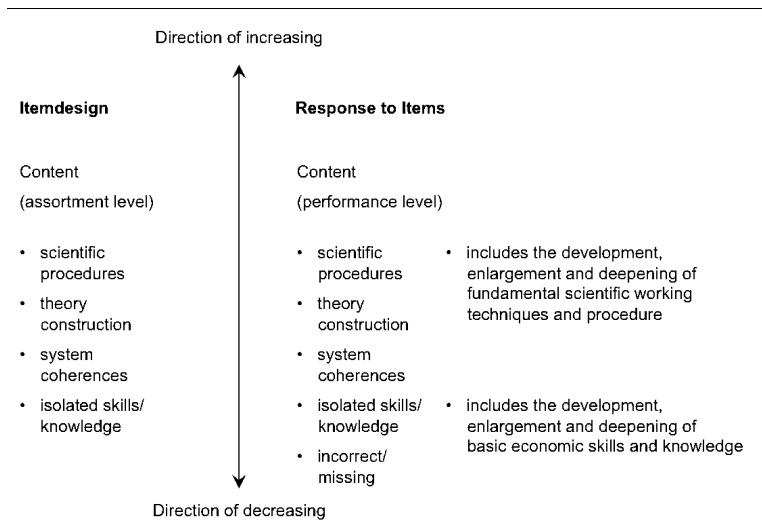 Direction of increasing
Itemdesign
Response to Items
Content
(assortment level)
• scientific
procedures
• theory
construction
• system
coherences
• isolated skills/
knowledge
Content
(performance level)
• scientific
procedures
• theory
construction
• system
coherences
• isolated skills/
knowledge
• incorrect/
missing
• includes the development,
enlargement and deepening of
fundamental scientific working
techniques and procedure
• includes the development,
enlargement and deepening of
basic economic skills and knowledge
Direction of decreasing